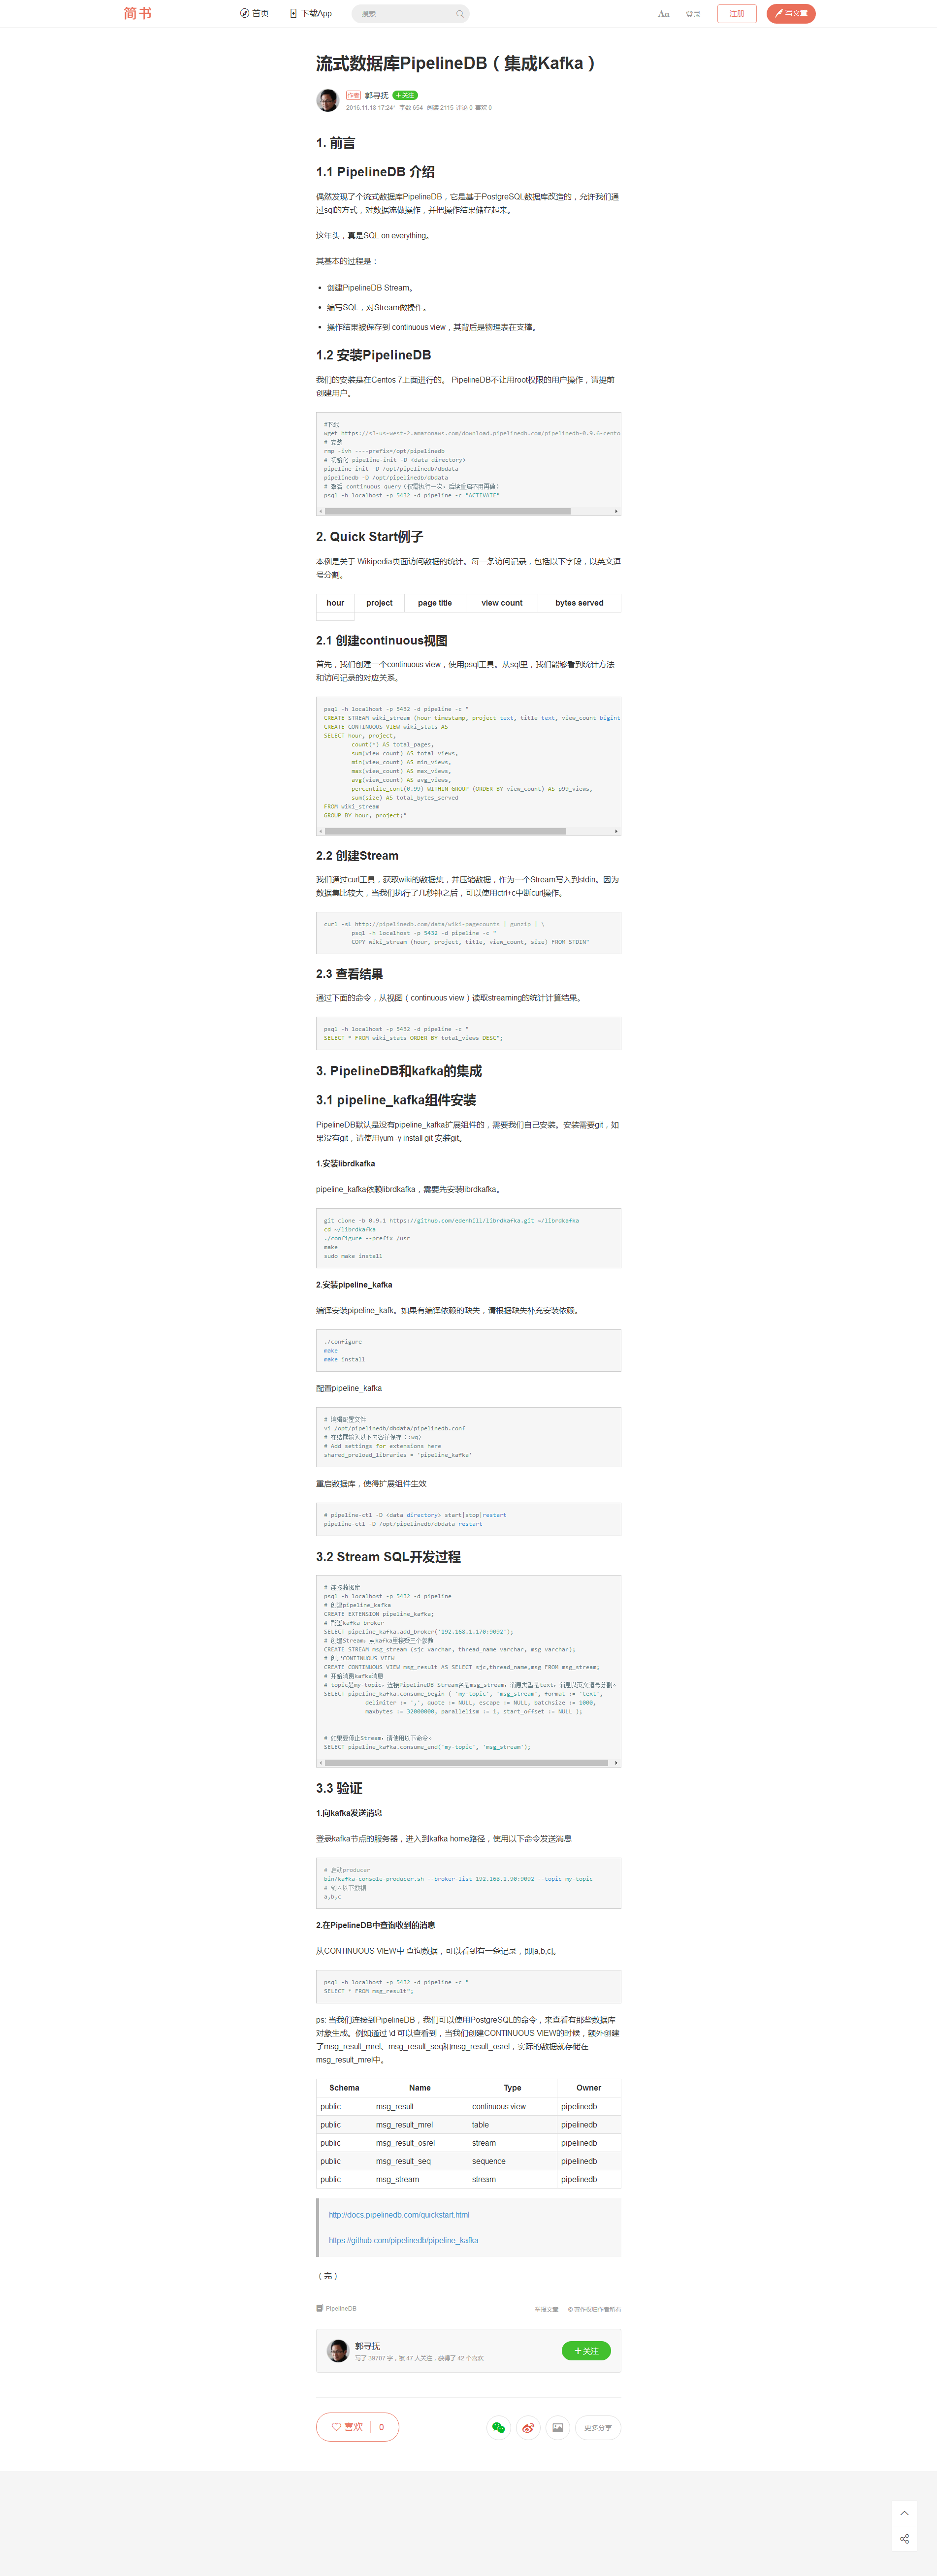 简书
首页
下载App
搜索
Aa
登录
注册
写文章
流式数据库PipelineDB（集成Kafka）
作者 郭寻抚 +关注
2016.11.18 17:24* 字数 654 阅读 2115 评论 0 喜欢 0
1. 前言
1.1 PipelineDB 介绍
偶然发现了个流式数据库PipelineDB，它是基于PostgreSQL数据库改造的，允许我们通
过sql的方式，对数据流做操作，并把操作结果储存起来。
这年头，真是SQL on everything。
其基本的过程是：
• 创建PipelineDB Stream。
• 编写SQL，对Stream做操作。
• 操作结果被保存到 continuous view，其背后是物理表在支撑。
1.2 安装PipelineDB
我们的安装是在Centos 7上面进行的。 PipelineDB不让用root权限的用户操作，请提前
创建用户。
#下载
wget https://s3-us-west-2.amazonaws.com/download.pipelinedb.com/pipelinedb-0.9.6-cento
# 安装
rmp -ivh ----prefix=/opt/pipelinedb
# 初始化 pipeline-init -D <data directory>
pipeline-init -D /opt/pipelinedb/dbdata
pipelinedb -D /opt/pipelinedb/dbdata
# 激活 continuous query（仅需执行一次，后续重启不用再做）
psql -h localhost -p 5432 -d pipeline -c "ACTIVATE"
2. Quick Start例子
本例是关于 Wikipedia页面访问数据的统计。每一条访问记录，包括以下字段，以英文逗
号分割。
hour project page title view count bytes served
2.1 创建continuous视图
首先，我们创建一个continuous view，使用psql工具。从sql里，我们能够看到统计方法
和访问记录的对应关系。
psql -h localhost -p 5432 -d pipeline -c "
CREATE STREAM wiki_stream (hour timestamp, project text, title text, view_count bigint
CREATE CONTINUOUS VIEW wiki_stats AS
SELECT hour, project,
count(*) AS total_pages,
sum(view_count) AS total_views,
min(view_count) AS min_views,
max(view_count) AS max_views,
avg(view_count) AS avg_views,
percentile_cont(0.99) WITHIN GROUP (ORDER BY view_count) AS p99_views,
sum(size) AS total_bytes_served
FROM wiki_stream
GROUP BY hour, project;"
2.2 创建Stream
我们通过curl工具，获取wiki的数据集，并压缩数据，作为一个Stream写入到stdin。因为
数据集比较大，当我们执行了几秒钟之后，可以使用ctrl+c中断curl操作。
curl -sL http://pipelinedb.com/data/wiki-pagecounts | gunzip | \
psql -h localhost -p 5432 -d pipeline -c "
COPY wiki_stream (hour, project, title, view_count, size) FROM STDIN"
2.3 查看结果
通过下面的命令，从视图（continuous view）读取streaming的统计计算结果。
psql -h localhost -p 5432 -d pipeline -c "
SELECT * FROM wiki_stats ORDER BY total_views DESC";
3. PipelineDB和kafka的集成
3.1 pipeline_kafka组件安装
PipelineDB默认是没有pipeline_kafka扩展组件的，需要我们自己安装。安装需要git，如
果没有git，请使用yum -y install git 安装git。
1.安装librdkafka
pipeline_kafka依赖librdkafka，需要先安装librdkafka。
git clone -b 0.9.1 https://github.com/edenhill/librdkafka.git ~/librdkafka
cd ~/librdkafka
./configure --prefix=/usr
make
sudo make install
2.安装pipeline_kafka
编译安装pipeline_kafk。如果有编译依赖的缺失，请根据缺失补充安装依赖。
./configure
make
make install
配置pipeline_kafka
# 编辑配置文件
vi /opt/pipelinedb/dbdata/pipelinedb.conf
# 在结尾输入以下内容并保存（:wq）
# Add settings for extensions here
shared_preload_libraries = 'pipeline_kafka'
重启数据库，使得扩展组件生效
# pipeline-ctl -D <data directory> start|stop|restart
pipeline-ctl -D /opt/pipelinedb/dbdata restart
3.2 Stream SQL开发过程
# 连接数据库
psql -h localhost -p 5432 -d pipeline
# 创建pipeline_kafka
CREATE EXTENSION pipeline_kafka;
# 配置kafka broker
SELECT pipeline_kafka.add_broker('192.168.1.170:9092');
# 创建Stream，从kafka里接受三个参数
CREATE STREAM msg_stream (sjc varchar, thread_name varchar, msg varchar);
# 创建CONTINUOUS VIEW
CREATE CONTINUOUS VIEW msg_result AS SELECT sjc,thread_name,msg FROM msg_stream;
# 开始消费kafka消息
# topic是my-topic，连接PipelineDB Stream名是msg_stream，消息类型是text，消息以英文逗号分割。
SELECT pipeline_kafka.consume_begin ( 'my-topic', 'msg_stream', format := 'text',
delimiter := ',', quote := NULL, escape := NULL, batchsize := 1000,
maxbytes := 32000000, parallelism := 1, start_offset := NULL );
# 如果要停止Stream，请使用以下命令。
SELECT pipeline_kafka.consume_end('my-topic', 'msg_stream');
3.3 验证
1.向kafka发送消息
登录kafka节点的服务器，进入到kafka home路径，使用以下命令发送消息
# 启动producer
bin/kafka-console-producer.sh --broker-list 192.168.1.90:9092 --topic my-topic
# 输入以下数据
a,b,c
2.在PipelineDB中查询收到的消息
从CONTINUOUS VIEW中 查询数据，可以看到有一条记录，即[a,b,c]。
psql -h localhost -p 5432 -d pipeline -c "
SELECT * FROM msg_result";
ps: 当我们连接到PipelineDB，我们可以使用PostgreSQL的命令，来查看有那些数据库
对象生成。例如通过 \d 可以查看到，当我们创建CONTINUOUS VIEW的时候，额外创建
了msg_result_mrel、msg_result_seq和msg_result_osrel，实际的数据就存储在
msg_result_mrel中。
Schema Name Type Owner
public msg_result continuous view pipelinedb
public msg_result_mrel table pipelinedb
public msg_result_osrel stream pipelinedb
public msg_result_seq sequence pipelinedb
public msg_stream stream pipelinedb
http://docs.pipelinedb.com/quickstart.html
https://github.com/pipelinedb/pipeline_kafka
（完）
PipelineDB
举报文章 © 著作权归作者所有
郭寻抚
写了 39707 字，被 47 人关注，获得了 42 个喜欢
+关注
喜欢 0
更多分享